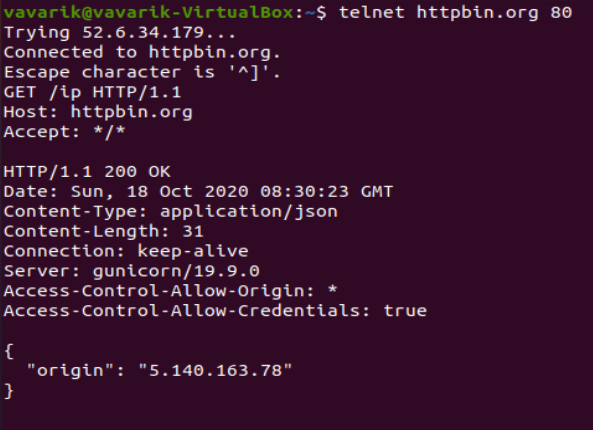 vavarik@vavarik-VirtualBox:~$ telnet httpbin.org 80
Trying 52.6.34.179...
Connected to httpbin.org.
Escape character is '^]'.
GET /ip HTTP/1.1
Host: httpbin.org
Accept: */*

HTTP/1.1 200 OK
Date: Sun, 18 Oct 2020 08:30:23 GMT
Content-Type: application/json
Content-Length: 31
Connection: keep-alive
Server: gunicorn/19.9.0
Access-Control-Allow-Origin: *
Access-Control-Allow-Credentials: true

{
  "origin": "5.140.163.78"
}